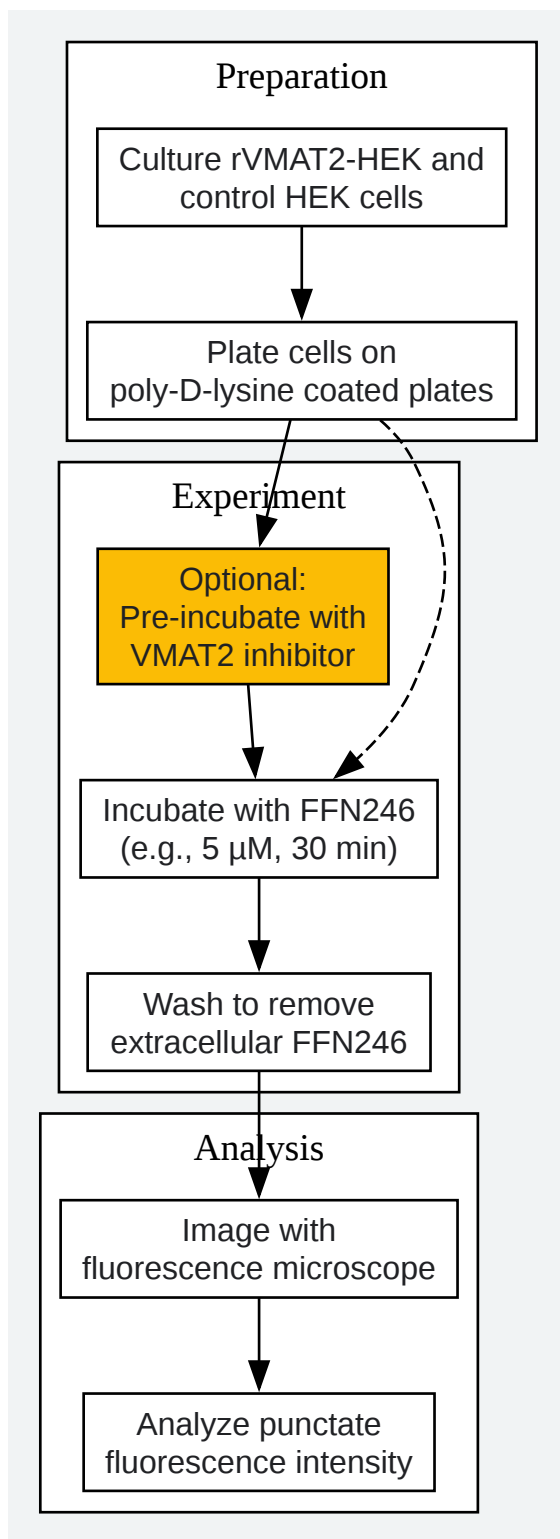 Preparation
Culture rVMAT2-HEK and
control HEK cells
Plate cells on
poly-D-lysine coated plates
Experiment
Optional:
Pre-incubate with
VMAT2 inhibitor
Incubate with FFN246
(e.g., 5 µM, 30 min)
Wash to remove
extracellular FFN246
Analysis
Image with
fluorescence microscope
Analyze punctate
fluorescence intensity